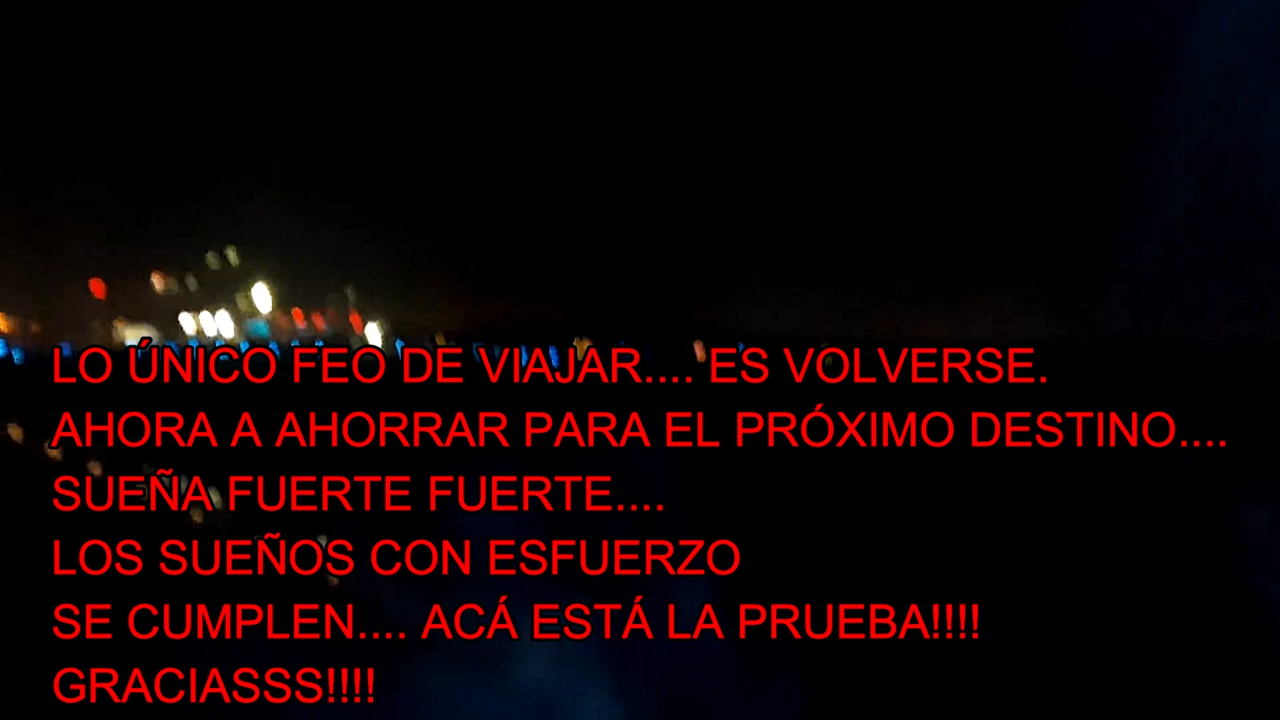 LO ÚNICO FEO DE VIAJAR.... ES VOLVERSE.
AHORA A AHORRAR PARA EL PRÓXIMO DESTINO....
SUEÑA FUERTE FUERTE....
LOS SUEÑOS CON ESFUERZO
SE CUMPLEN.... ACÁ ESTÁ LA PRUEBA!!!!
GRACIASSS!!!!